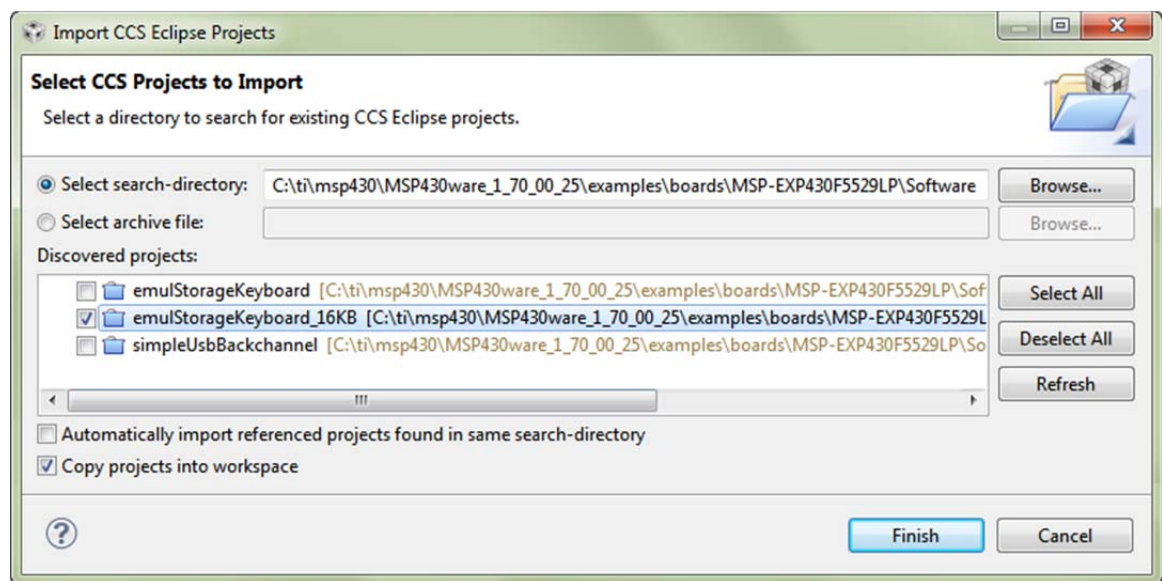 Import CCS Eclipse Projects
Select CCS Projects to Import
Select a directory to search for existing CCS Eclipse projects.
Select search-directory: C:\ti\msp430\MSP430ware_1_70_00_25\examples\boards\MSP-EXP430F5529LP\Software Browse...
Select archive file: Browse...
Discovered projects:
emulStorageKeyboard [C:\ti\msp430\MSP430ware_1_70_00_25\examples\boards\MSP-EXP430F5529LP\Sof Select All
emulStorageKeyboard_16KB [C:\ti\msp430\MSP430ware_1_70_00_25\examples\boards\MSP-EXP430F5529L
simpleUsbBackchannel [C:\ti\msp430\MSP430ware_1_70_00_25\examples\boards\MSP-EXP430F5529LP\So Deselect All
Refresh
Automatically import referenced projects found in same search-directory
Copy projects into workspace
? Finish Cancel